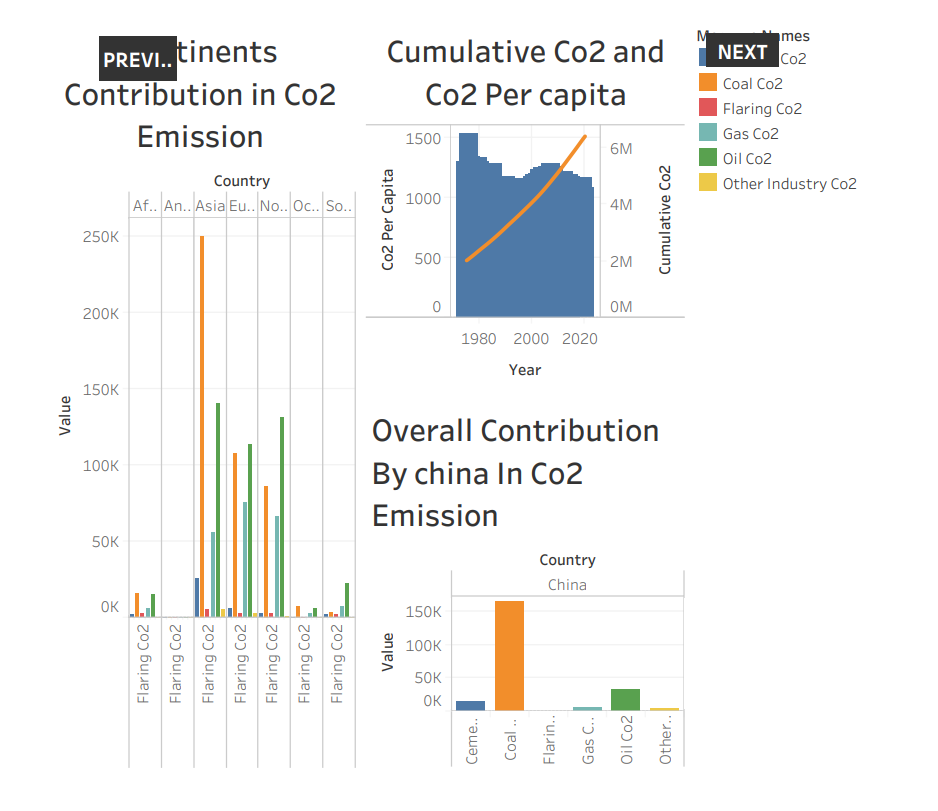 PREVI..
tinents
Contribution in Co2
Emission
Country
Af.. An.. Asia Eu.. No.. Oc.. So..
250K
200K
150K
100K
50K
0K
Value
Flaring Co2
Flaring Co2
Flaring Co2
Flaring Co2
Flaring Co2
Flaring Co2
Flaring Co2
Cumulative Co2 and
Co2 Per capita
1500
1000
500
0
Co2 Per Capita
6M
4M
2M
0M
Cumulative Co2
1980 2000 2020
Year
Overall Contribution
By china In Co2
Emission
Country
China
150K
100K
50K
0K
Value
Ceme..
Coal ..
Flarin..
Gas C..
Oil Co2
Other..
NEXT
Co2
Coal Co2
Flaring Co2
Gas Co2
Oil Co2
Other Industry Co2